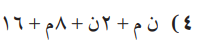 ٤) ن م + ٢ن + ٨م + ١٦